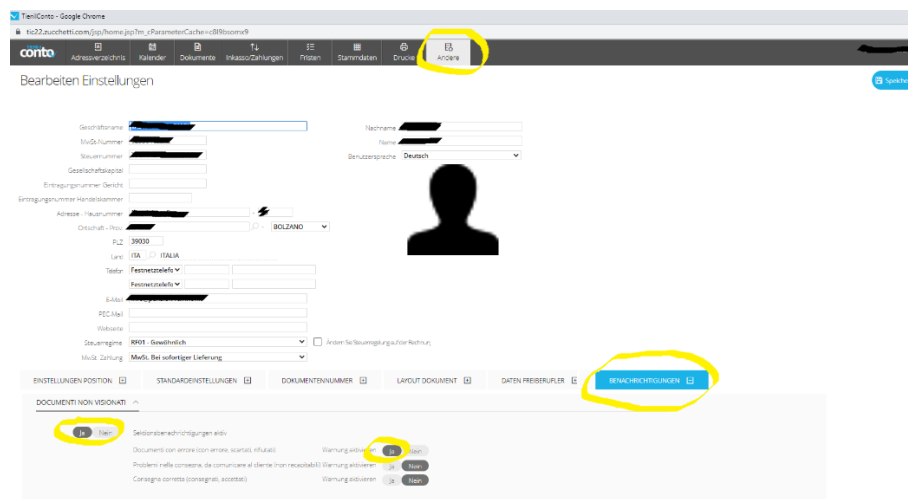 TieniConto - Google Chrome
tic22.zucchetti.com/jsp/home.jsp?m_cParameterCache=c8l9bxomx9
conto Adressverzeichnis Kalender Dokumente Inkasso/Zahlungen Fristen Stammdaten Drucke Andere
Bearbeiten Einstellungen
Speiche
Geschäftsname
Nachname
MwSt-Nummer
Name
Steuernummer
Benutzersprache Deutsch
Gesellschaftskapital
Eintragungsnummer Gericht
Eintragungsnummer Handelskammer
Adresse - Hausnummer
Ortschaft - Prov. BOLZANO
PLZ 39030
Land ITA ITALIA
Telefon Festnetztelefo
Festnetztelefo
E-Mail
PEC-Mail
Webseite
Steuerregime RF01 - Gewöhnlich Ändern Sie Steuerregelung auf der Rechnung
MwSt. Zahlung MwSt. Bei sofortiger Lieferung
EINSTELLUNGEN POSITION STANDARDEINSTELLUNGEN DOKUMENTENNUMMER LAYOUT DOKUMENT DATEN FREIBERUFLER BENACHRICHTIGUNGEN
DOCUMENTI NON VISIONATI
Ja Nein Sektionsbenachrichtigungen aktiv
Documenti con errore (con errore, scartati, rifiutati) Warnung aktivieren Ja Nein
Problemi nella consegna, da comunicare al cliente (non recapitabili) Warnung aktivieren Ja Nein
Consegna corretta (consegnati, accettati) Warnung aktivieren Ja Nein